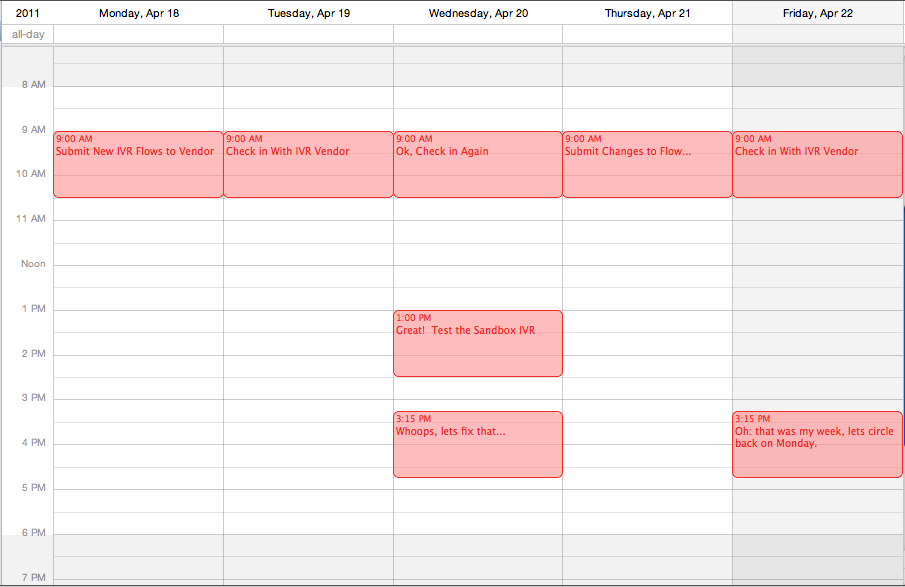 2011 Monday, Apr 18 Tuesday, Apr 19 Wednesday, Apr 20 Thursday, Apr 21 Friday, Apr 22
all-day
8 AM
9 AM
9:00 AM 9:00 AM 9:00 AM 9:00 AM 9:00 AM
Submit New IVR Flows to Vendor Check in With IVR Vendor Ok, Check in Again Submit Changes to Flow... Check in With IVR Vendor
10 AM
11 AM
Noon
1 PM
1:00 PM
Great!  Test the Sandbox IVR
2 PM
3 PM
3:15 PM 3:15 PM
Whoops, lets fix that... Oh: that was my week, lets circle
back on Monday.
4 PM
5 PM
6 PM
7 PM